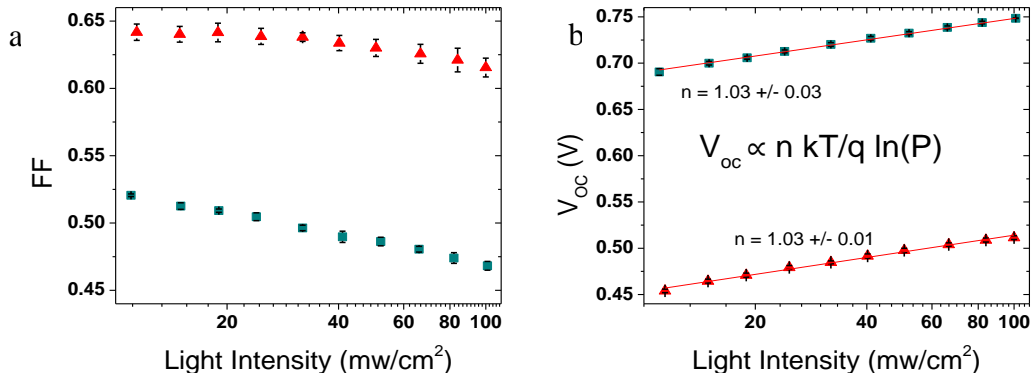 a
0.65
0.60
0.55
0.50
0.45
FF
20
40
60
80
100
Light Intensity (mw/cm²)
b
0.75
0.70
0.65
0.60
0.55
0.50
0.45
V_OC (V)
n = 1.03 +/- 0.03
V_oc ∝ n kT/q ln(P)
n = 1.03 +/- 0.01
20
40
60
80
100
Light Intensity (mw/cm²)